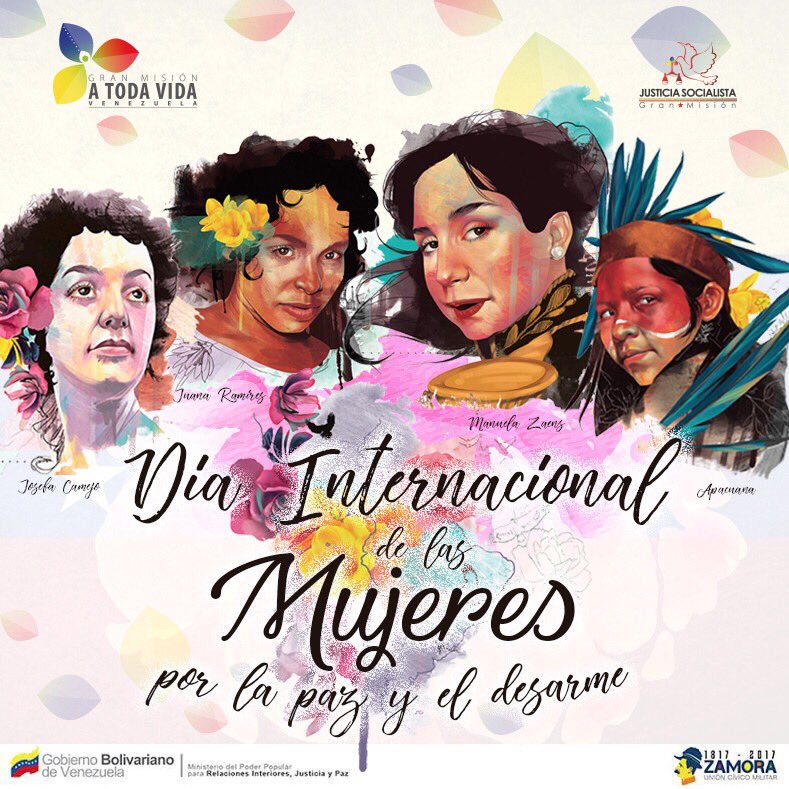 GRAN MISIÓN
A TODA VIDA
VENEZUELA
JUSTICIA SOCIALISTA
Gran★Misión
Juana Ramíres
Manuela Zaens
Josefa Camejo
Apacuana
Día Internacional
de las
Mujeres
por la paz y el desarme
Gobierno Bolivariano
de Venezuela
Ministerio del Poder Popular
para Relaciones Interiores, Justicia y Paz
1817 - 2017
ZAMORA
UNIÓN CÍVICO MILITAR